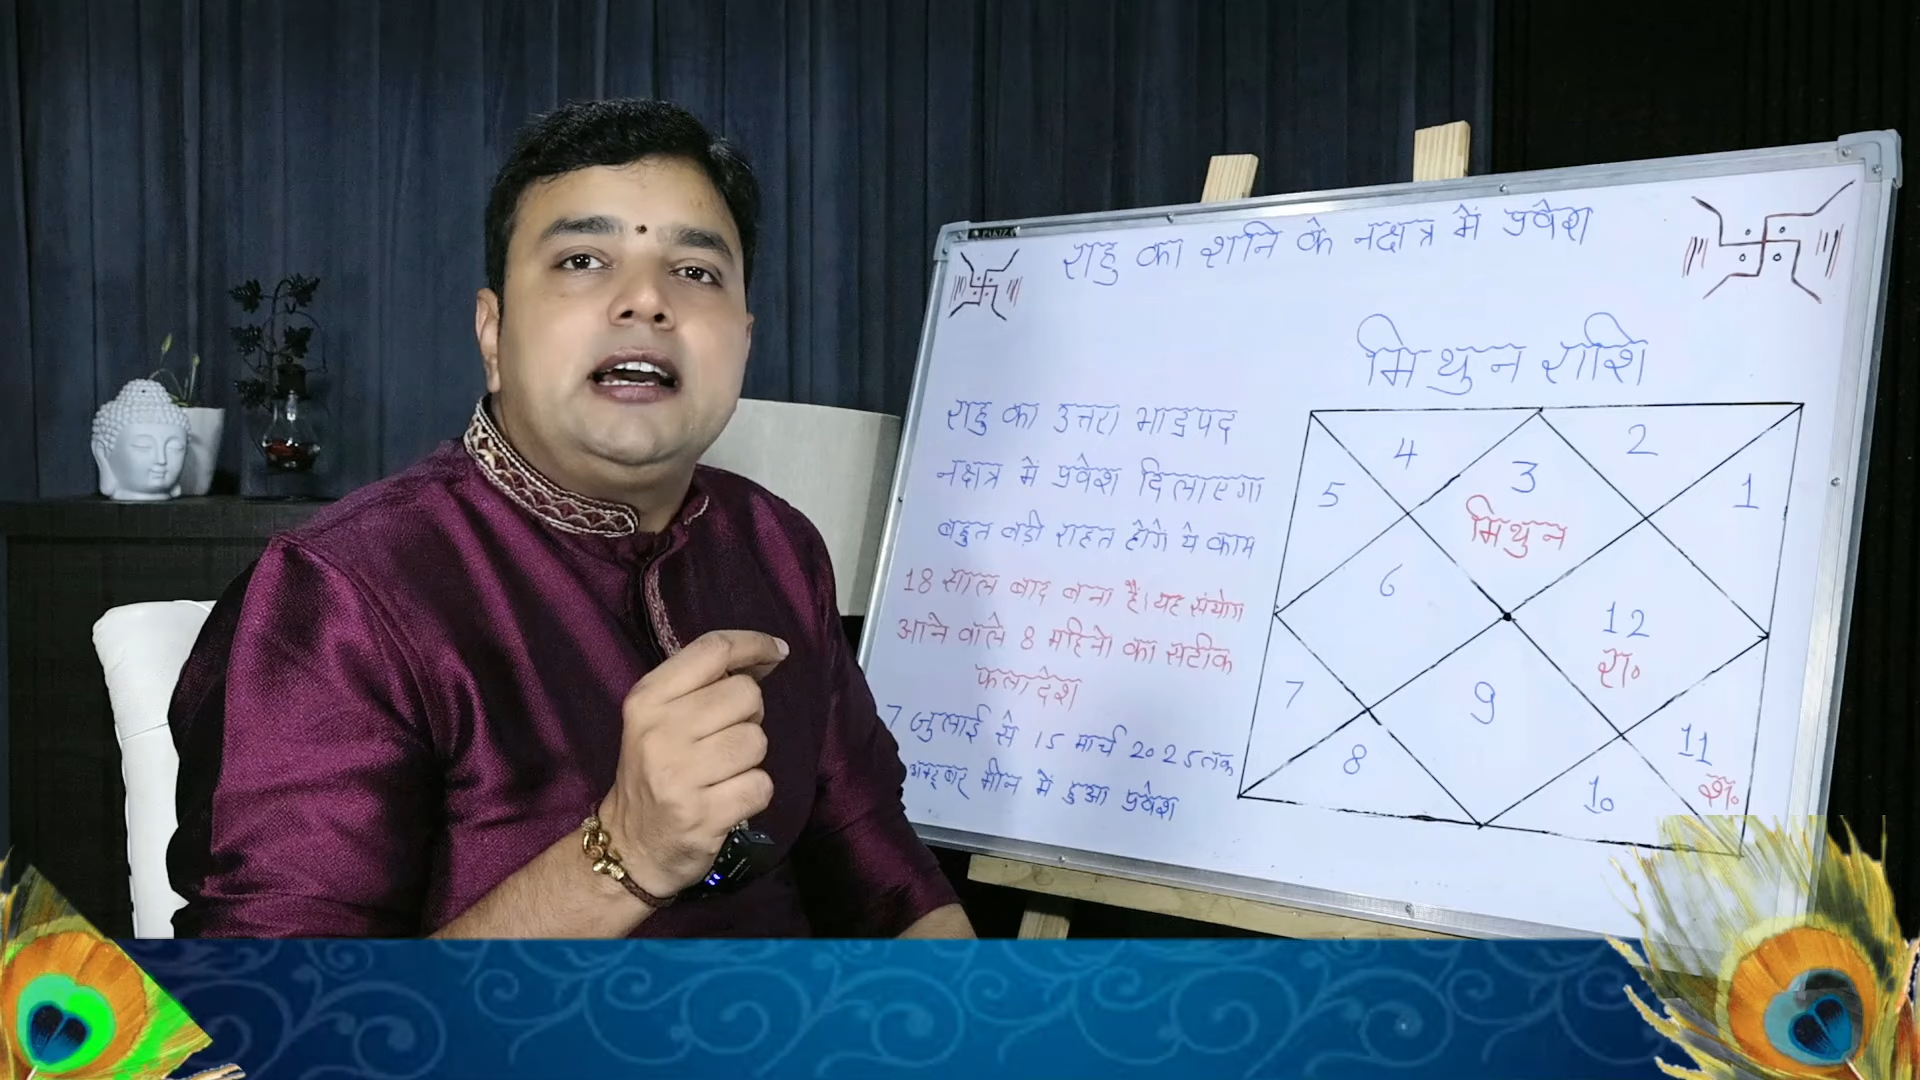 राहु का शनि के नक्षत्र में प्रवेश
मिथुन राशि
राहु का उत्तरा भाद्रपद
नक्षत्र में प्रवेश दिलाएगा
बहुत बड़ी राहत होंगे ये काम
18 साल बाद बना है। यह संयोग
आने वाले 8 महिनो का सटीक
फलादेश
7 जुलाई से 15 मार्च 2025 तक
अक्टूबर मीन में हुआ प्रवेश
4
3
2
5
मिथुन
1
6
12
रा०
7
9
11
8
10
श०